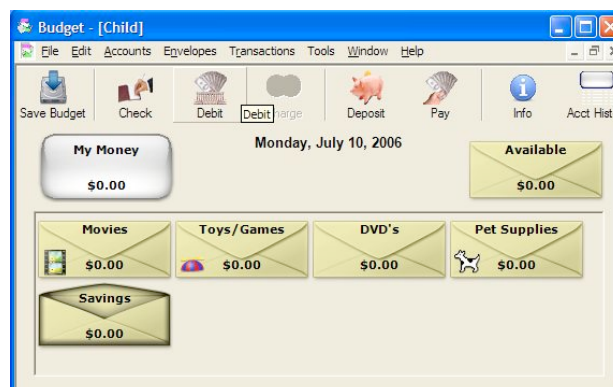 Budget - [Child]
File Edit Accounts Envelopes Transactions Tools Window Help
Save Budget Check Debit Debit harge Deposit Pay Info Acct Hist
My Money
$0.00
Monday, July 10, 2006
Available
$0.00
Movies Toys/Games DVD's Pet Supplies
$0.00 $0.00 $0.00 $0.00
Savings
$0.00